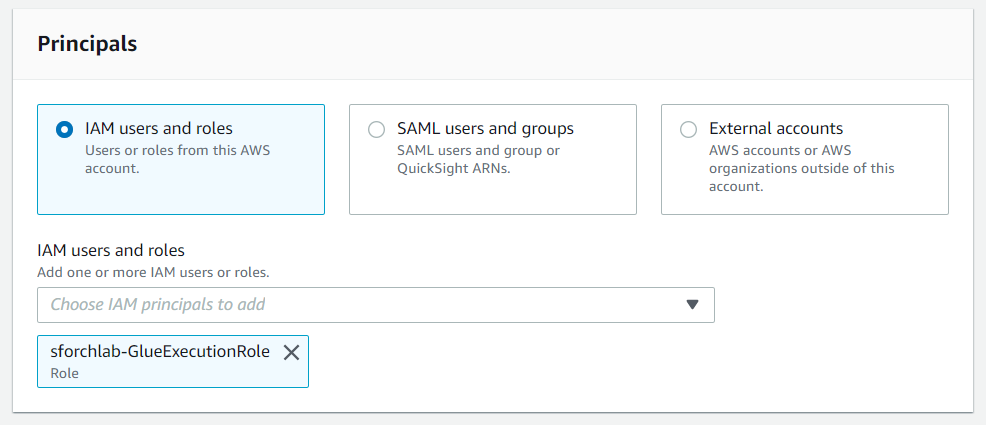 Principals
IAM users and roles
Users or roles from this AWS
account.
SAML users and groups
SAML users and group or
QuickSight ARNs.
External accounts
AWS accounts or AWS
organizations outside of this
account.
IAM users and roles
Add one or more IAM users or roles.
Choose IAM principals to add
sforchlab-GlueExecutionRole
Role